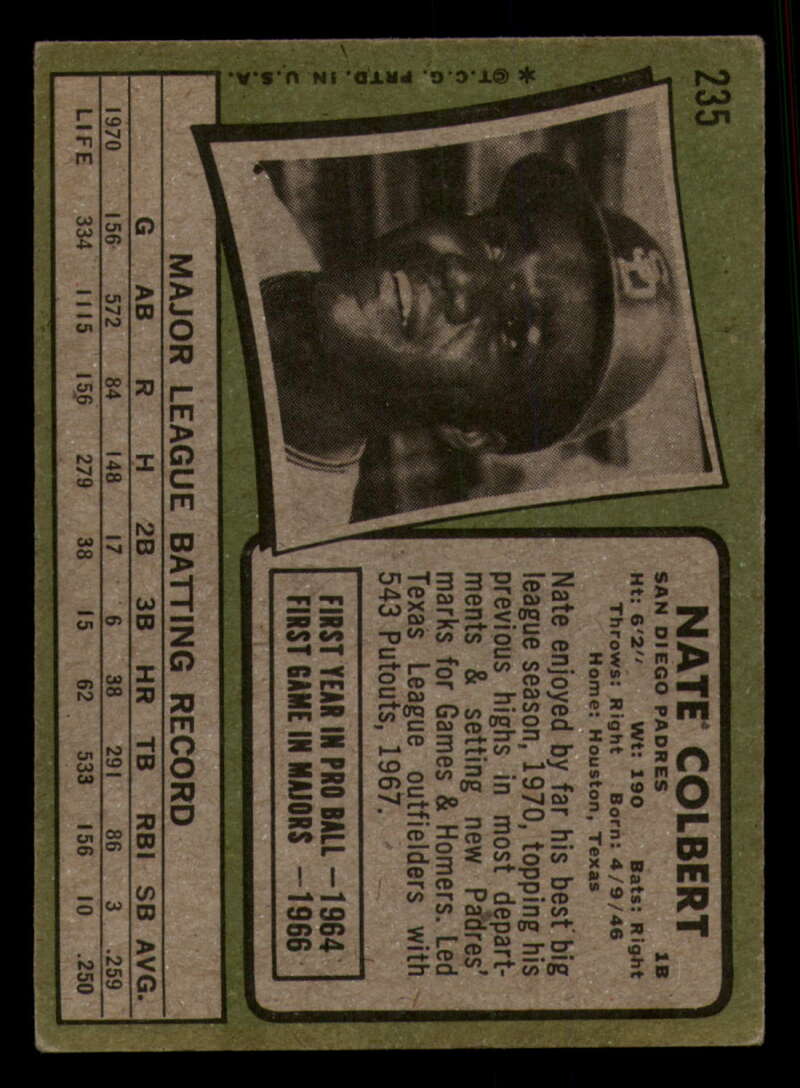 235
* ©T.C.G. PRTD. IN U.S.A.
NATE COLBERT
SAN DIEGO PADRES 1B
Ht: 6'2" Wt: 190 Bats: Right
Throws: Right Born: 4/9/46
Home: Houston, Texas
Nate enjoyed by far his best big
league season, 1970, topping his
previous highs in most depart-
ments & setting new Padres'
marks for Games & Homers. Led
Texas League outfielders with
543 Putouts, 1967.
FIRST YEAR IN PRO BALL —1964
FIRST GAME IN MAJORS —1966
MAJOR LEAGUE BATTING RECORD
G AB R H 2B 3B HR TB RBI SB AVG.
1970 156 572 84 148 17 6 38 291 86 3 .259
LIFE 334 1115 156 279 38 15 62 533 156 10 .250
SD